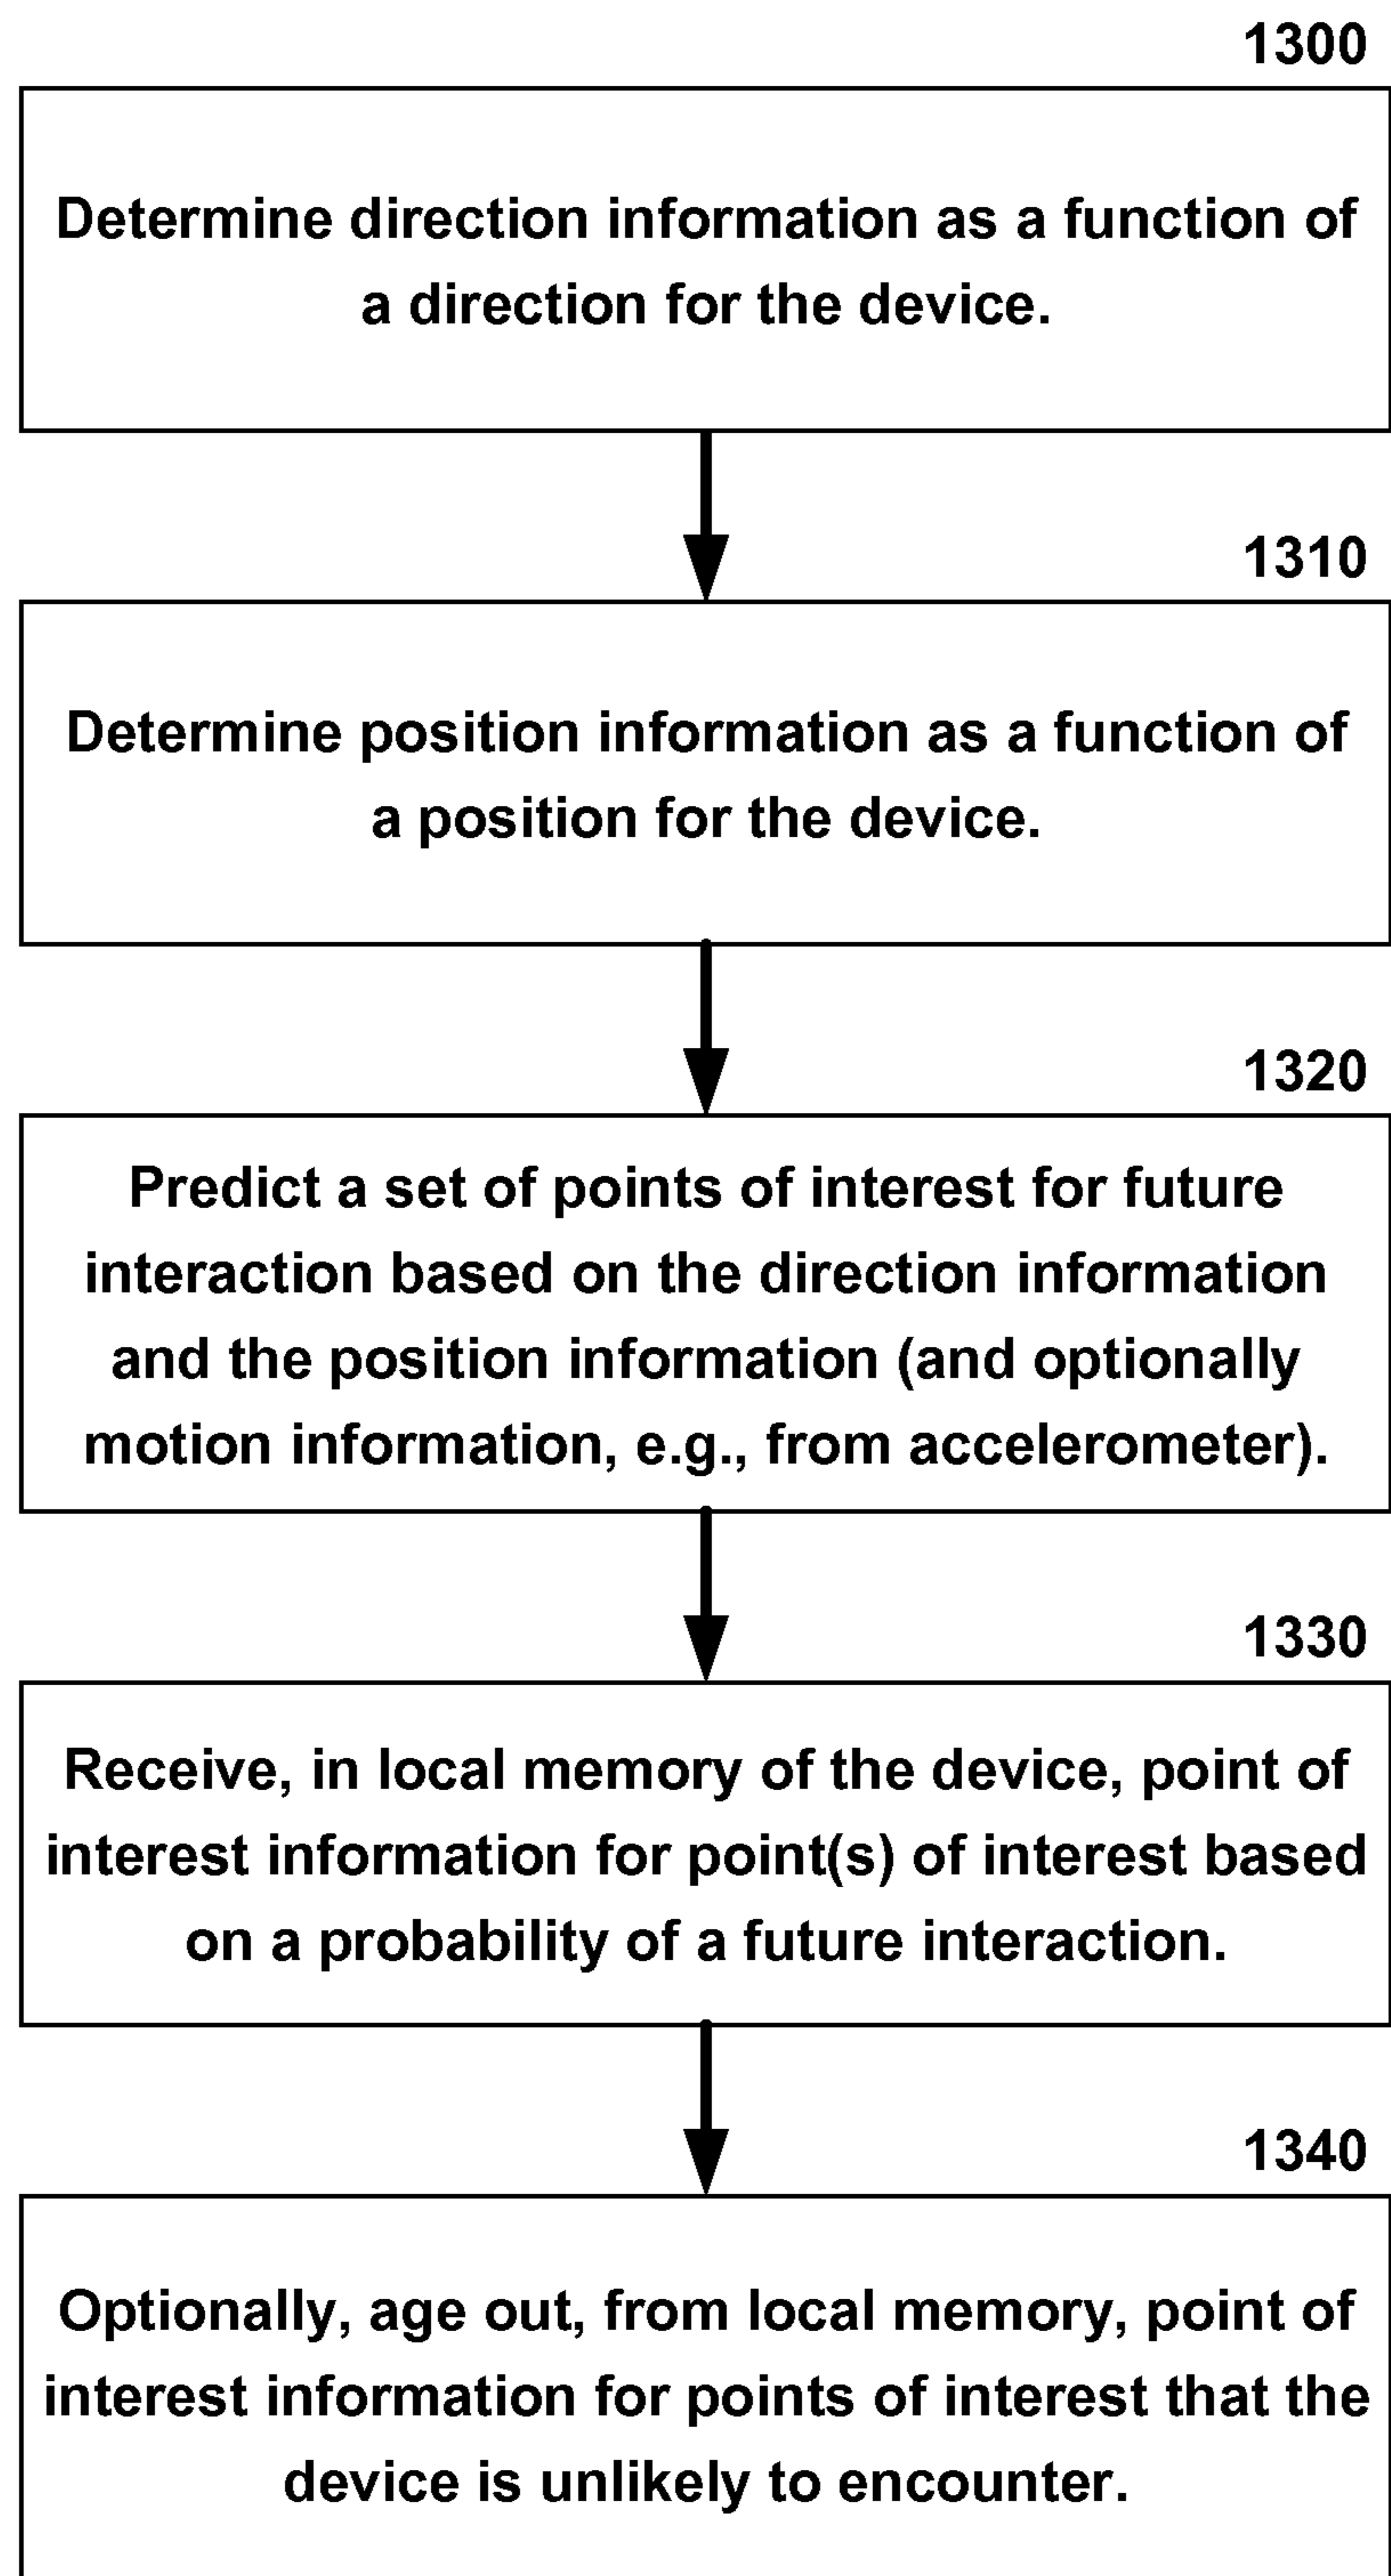 1300
Determine direction information as a function of
a direction for the device.
1310
Determine position information as a function of
a position for the device.
1320
Predict a set of points of interest for future
interaction based on the direction information
and the position information (and optionally
motion information, e.g., from accelerometer).
1330
Receive, in local memory of the device, point of
interest information for point(s) of interest based
on a probability of a future interaction.
1340
Optionally, age out, from local memory, point of
interest information for points of interest that the
device is unlikely to encounter.